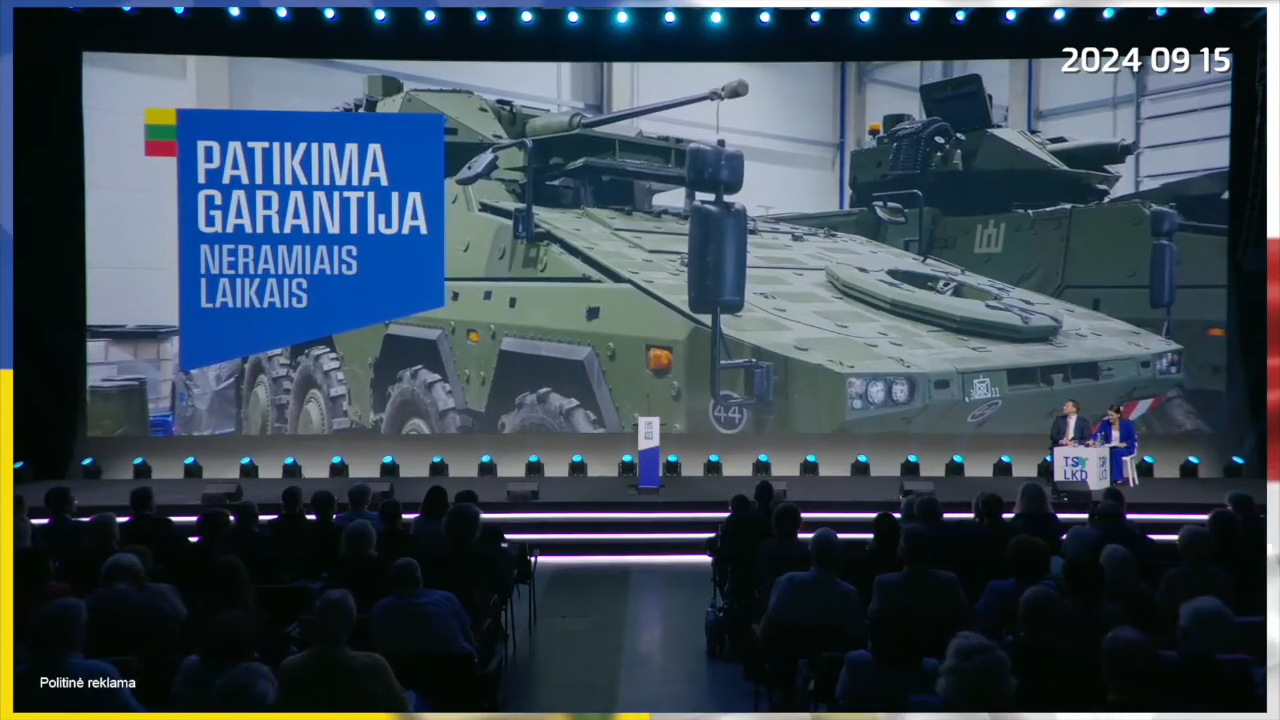 2024 09 15
PATIKIMA
GARANTIJA
NERAMIAIS
LAIKAIS
44
TS
LKD
Politinė reklama